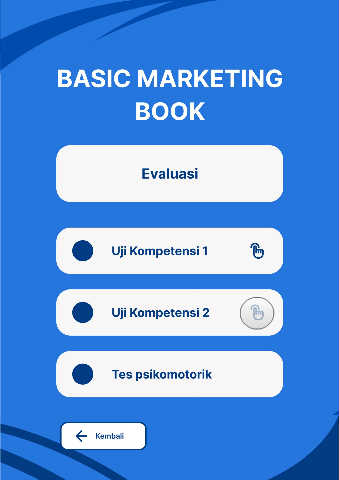 BASIC MARKETING
BOOK
Evaluasi
Uji Kompetensi 1
Uji Kompetensi 2
Tes psikomotorik
Kembali